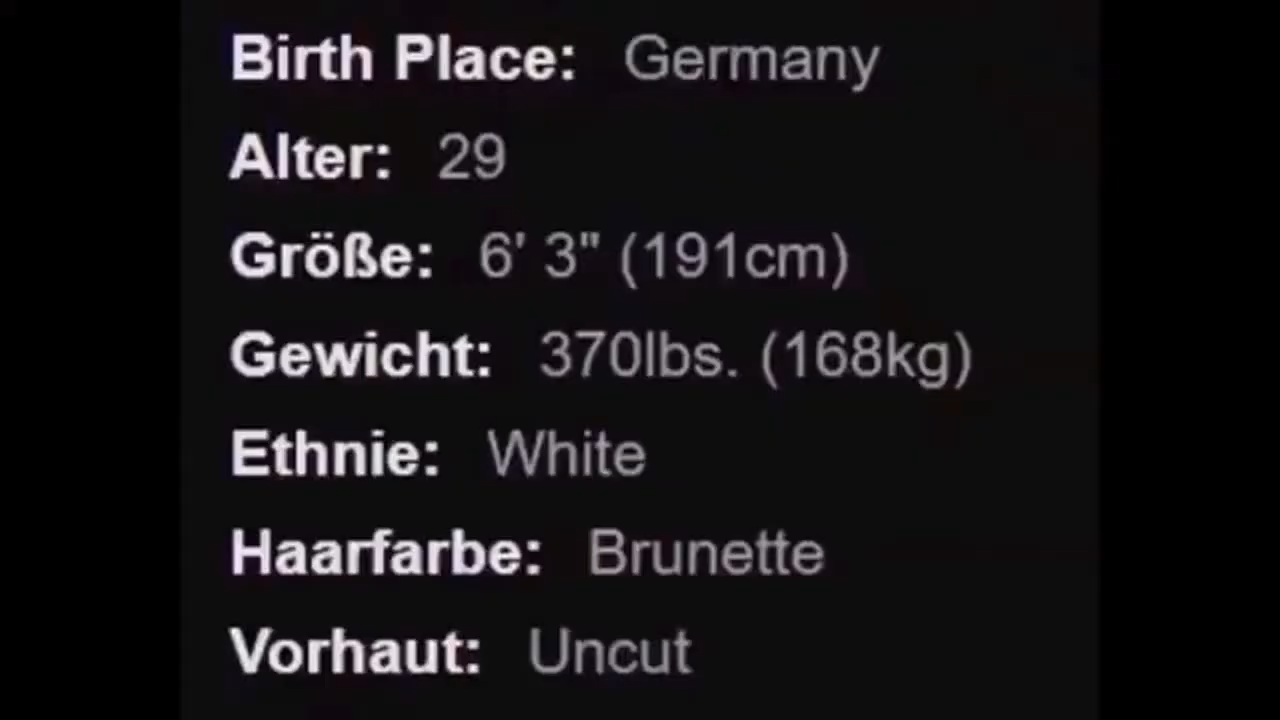 Birth Place: Germany
Alter: 29
Größe: 6' 3" (191cm)
Gewicht: 370lbs. (168kg)
Ethnie: White
Haarfarbe: Brunette
Vorhaut: Uncut